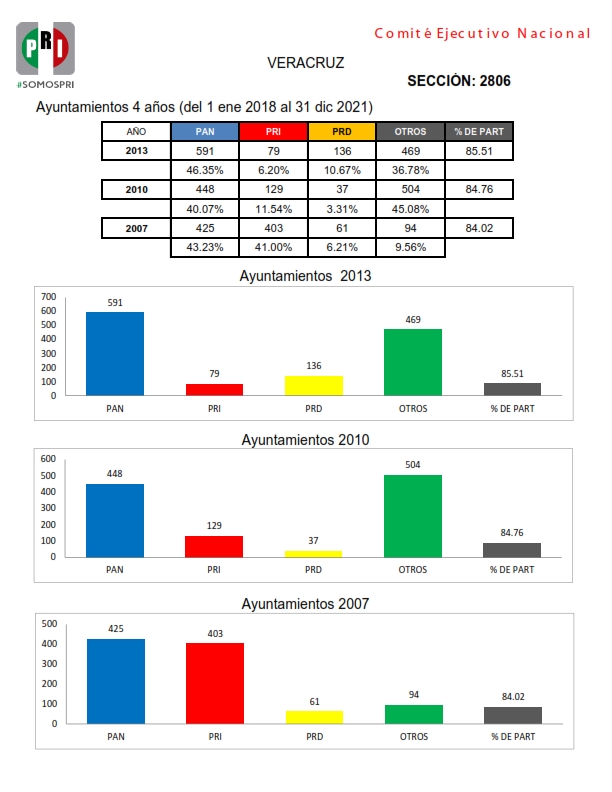 Comité Ejecutivo Nacional
PRI
#SOMOSPRI
VERACRUZ
SECCIÓN: 2806
Ayuntamientos 4 años (del 1 ene 2018 al 31 dic 2021)
AÑO PAN PRI PRD OTROS % DE PART
2013 591 79 136 469 85.51
46.35% 6.20% 10.67% 36.78%
2010 448 129 37 504 84.76
40.07% 11.54% 3.31% 45.08%
2007 425 403 61 94 84.02
43.23% 41.00% 6.21% 9.56%
Ayuntamientos 2013
700
600
500
400
300
200
100
0
591
79
136
469
85.51
PAN PRI PRD OTROS % DE PART
Ayuntamientos 2010
600
500
400
300
200
100
0
448
129
37
504
84.76
PAN PRI PRD OTROS % DE PART
Ayuntamientos 2007
500
400
300
200
100
0
425
403
61
94
84.02
PAN PRI PRD OTROS % DE PART